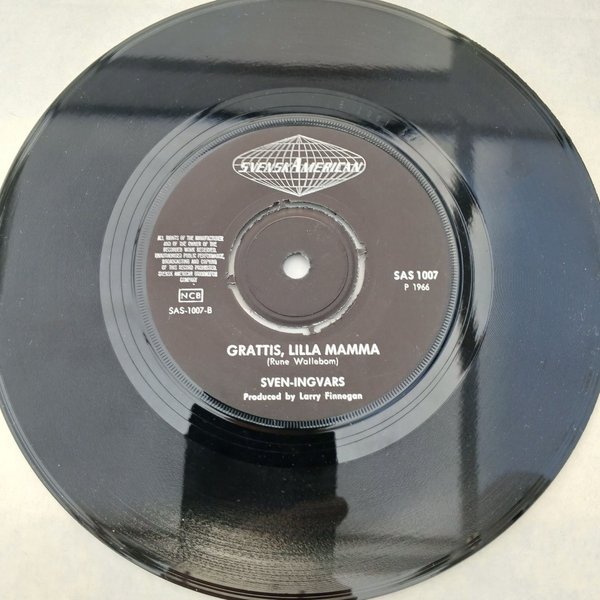 SVENSKAMERICAN
ALL RIGHTS OF THE MANUFACTURER
AND OF THE OWNER OF THE
RECORDED WORK RESERVED.
UNAUTHORISED PUBLIC PERFORMANCE,
BROADCASTING AND COPYING
OF THIS RECORD PROHIBITED.
SVENSK AMERICAN GRAMMOFON
COMPANY
NCB
SAS-1007-B
SAS 1007
P 1966
GRATTIS, LILLA MAMMA
(Rune Wallebom)
SVEN-INGVARS
Produced by Larry Finnegan